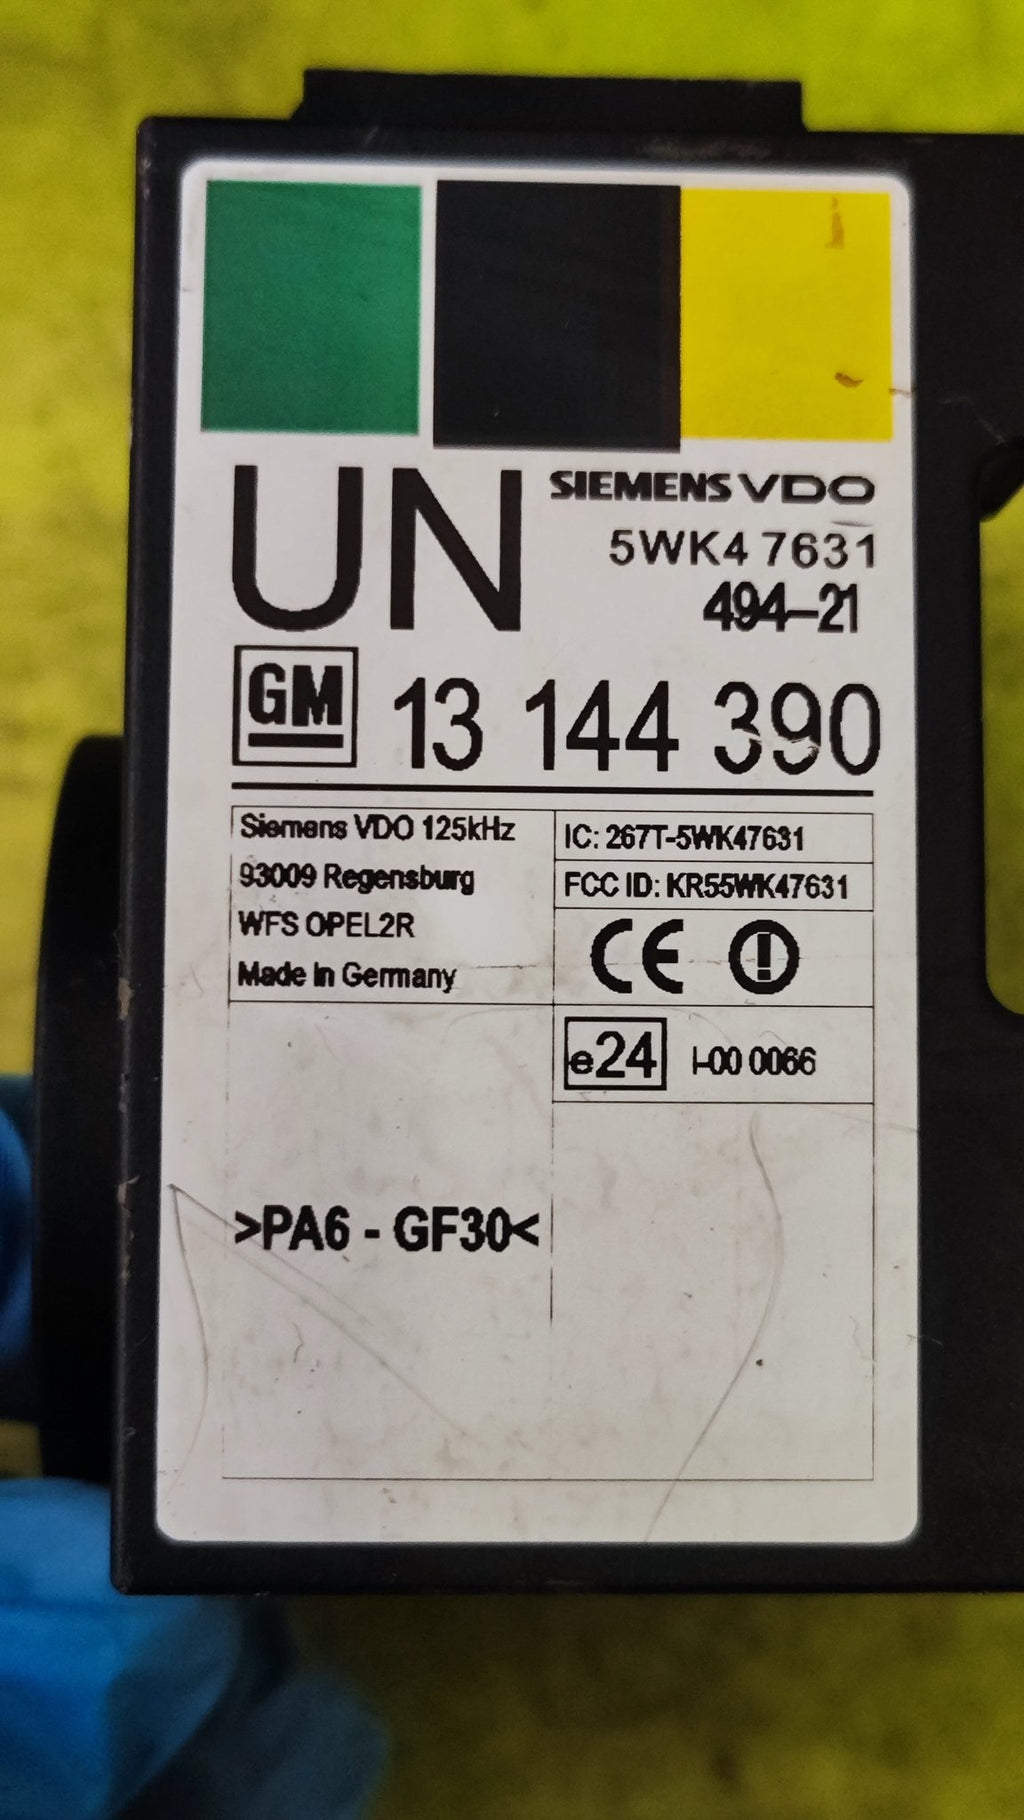 UN
SIEMENS VDO
5WK4 7631
494-21
GM 13 144 390
Siemens VDO 125kHz
93009 Regensburg
WFS OPEL2R
Made in Germany
IC: 267T-5WK47631
FCC ID: KR55WK47631
CE
e24 I-00 0066
>PA6 - GF30<